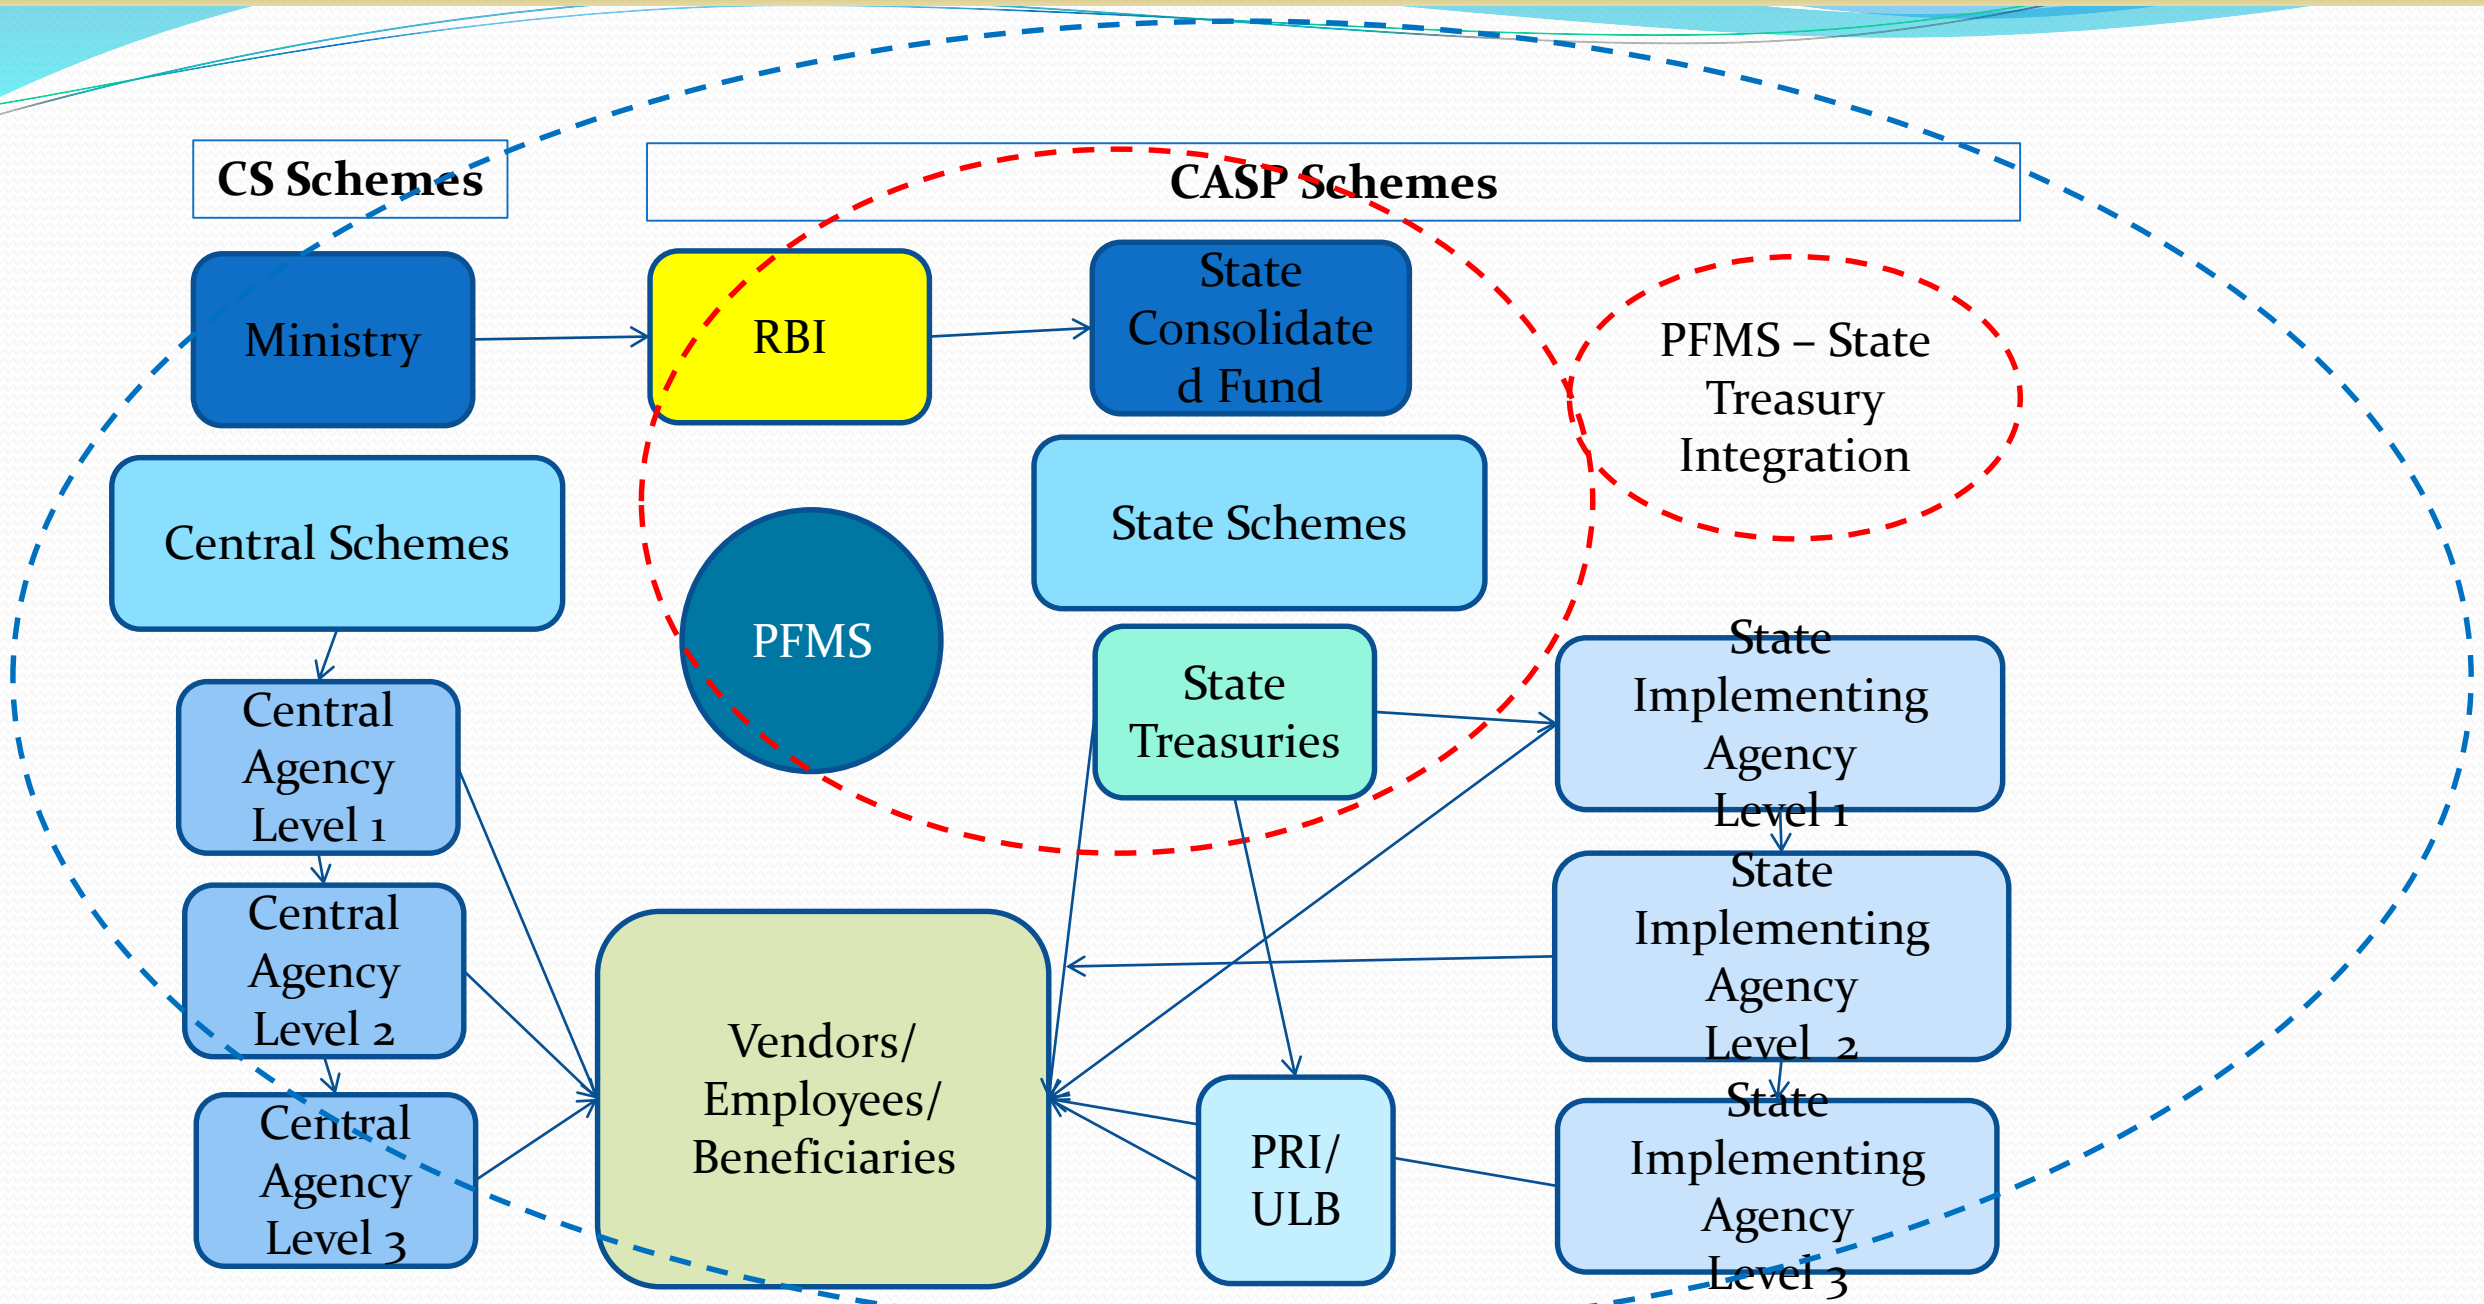 CS Schemes
CASP Schemes
Ministry
RBI
State
Consolidate
d Fund
PFMS – State
Treasury
Integration
Central Schemes
State Schemes
PFMS
State
Treasuries
Central
Agency
Level 1
State
Implementing
Agency
Level 1
Central
Agency
Level 2
State
Implementing
Agency
Level  2
Vendors/
Employees/
Beneficiaries
Central
Agency
Level 3
PRI/
ULB
State
Implementing
Agency
Level 3